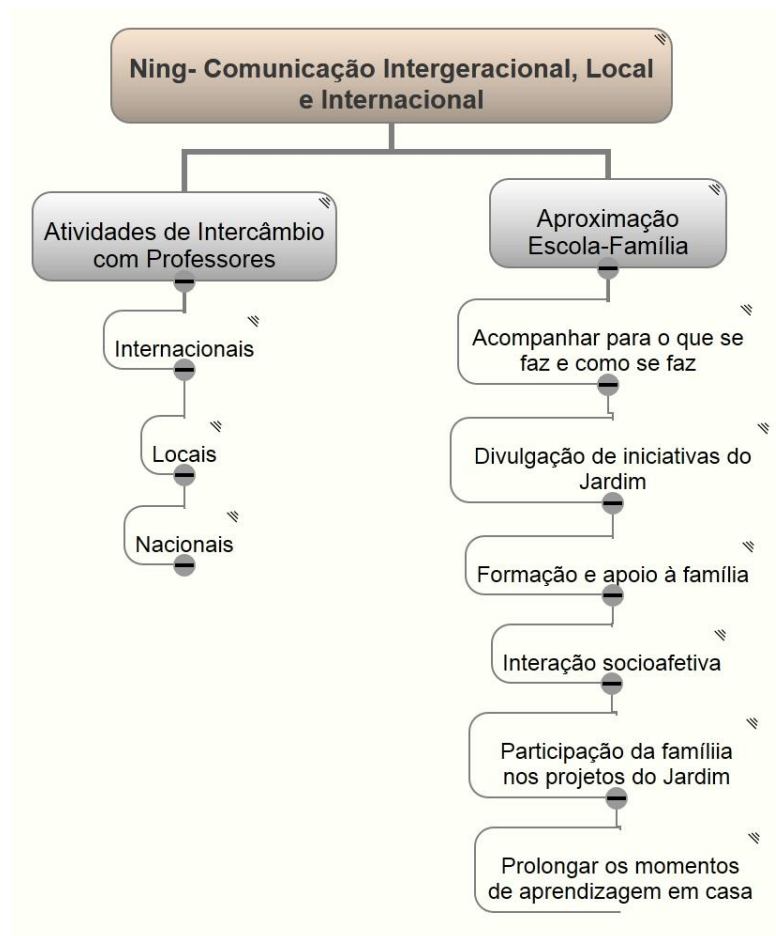 Ning- Comunicação Intergeracional, Local
e Internacional
Atividades de Intercâmbio
com Professores
Internacionais
Locais
Nacionais
Aproximação
Escola-Família
Acompanhar para o que se
faz e como se faz
Divulgação de iniciativas do
Jardim
Formação e apoio à família
Interação socioafetiva
Participação da famíliia
nos projetos do Jardim
Prolongar os momentos
de aprendizagem em casa